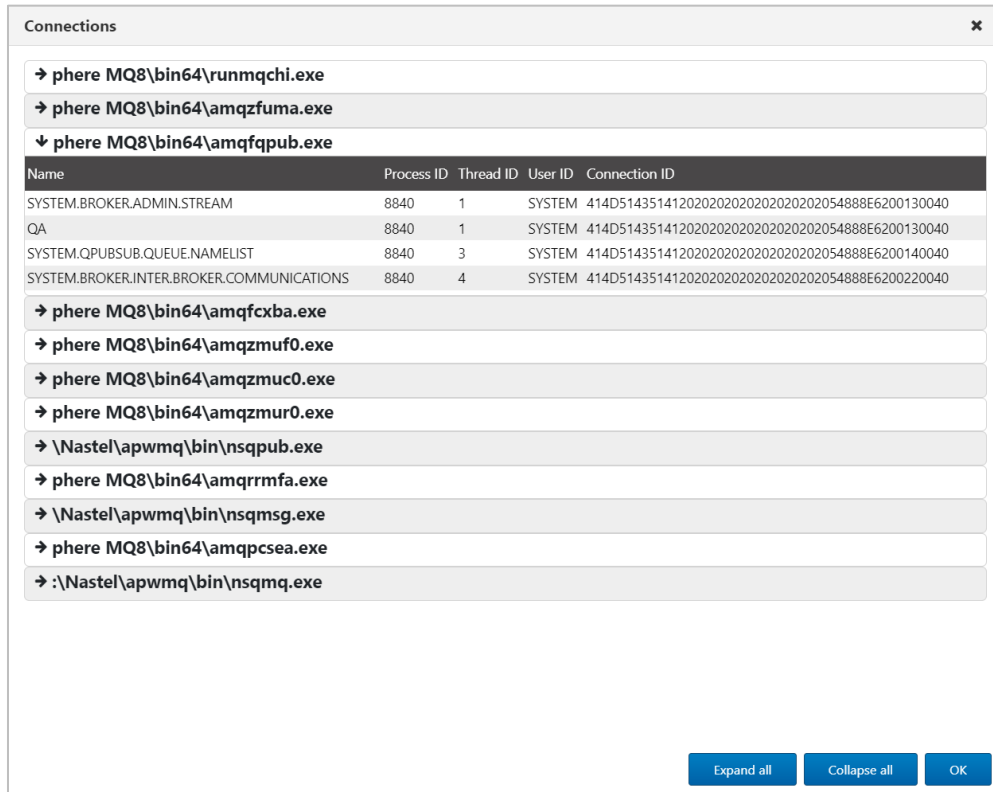 Connections
phere MQ8\bin64\runmqchi.exe
phere MQ8\bin64\amqzfuma.exe
phere MQ8\bin64\amqfqpub.exe
Name Process ID Thread ID User ID Connection ID
SYSTEM.BROKER.ADMIN.STREAM 8840 1 SYSTEM 414D5143514120202020202020202020202054888E6200130040
QA 8840 1 SYSTEM 414D5143514120202020202020202020202054888E6200130040
SYSTEM.QPUBSUB.QUEUE.NAMELIST 8840 3 SYSTEM 414D5143514120202020202020202020202054888E6200140040
SYSTEM.BROKER.INTER.BROKER.COMMUNICATIONS 8840 4 SYSTEM 414D5143514120202020202020202020202054888E6200220040
phere MQ8\bin64\amqfcxba.exe
phere MQ8\bin64\amqzmuf0.exe
phere MQ8\bin64\amqzmuc0.exe
phere MQ8\bin64\amqzmur0.exe
\Nastel\apwmq\bin\nsqpub.exe
phere MQ8\bin64\amqrrmfa.exe
\Nastel\apwmq\bin\nsqmsg.exe
phere MQ8\bin64\amqpcsea.exe
:\Nastel\apwmq\bin\nsqmq.exe
Expand all Collapse all OK